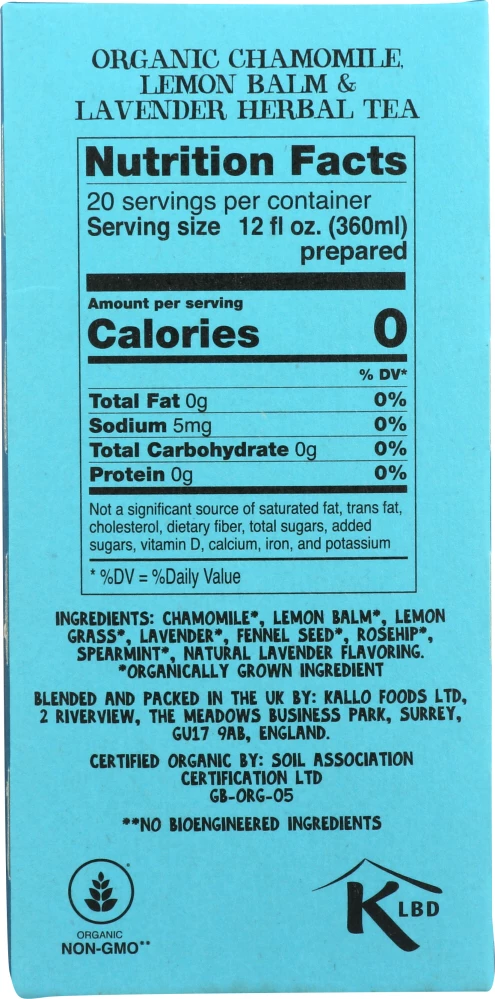 ORGANIC CHAMOMILE,
LEMON BALM &
LAVENDER HERBAL TEA
Nutrition Facts
20 servings per container
Serving size 12 fl oz. (360ml)
prepared
Amount per serving
Calories 0
% DV*
Total Fat 0g 0%
Sodium 5mg 0%
Total Carbohydrate 0g 0%
Protein 0g 0%
Not a significant source of saturated fat, trans fat,
cholesterol, dietary fiber, total sugars, added
sugars, vitamin D, calcium, iron, and potassium
* %DV = %Daily Value
INGREDIENTS: CHAMOMILE*, LEMON BALM*, LEMON
GRASS*, LAVENDER*, FENNEL SEED*, ROSEHIP*,
SPEARMINT*, NATURAL LAVENDER FLAVORING.
*ORGANICALLY GROWN INGREDIENT
BLENDED AND PACKED IN THE UK BY: KALLO FOODS LTD,
2 RIVERVIEW, THE MEADOWS BUSINESS PARK, SURREY,
GU17 9AB, ENGLAND.
CERTIFIED ORGANIC BY: SOIL ASSOCIATION
CERTIFICATION LTD
GB-ORG-05
**NO BIOENGINEERED INGREDIENTS
ORGANIC
NON-GMO**
K LBD